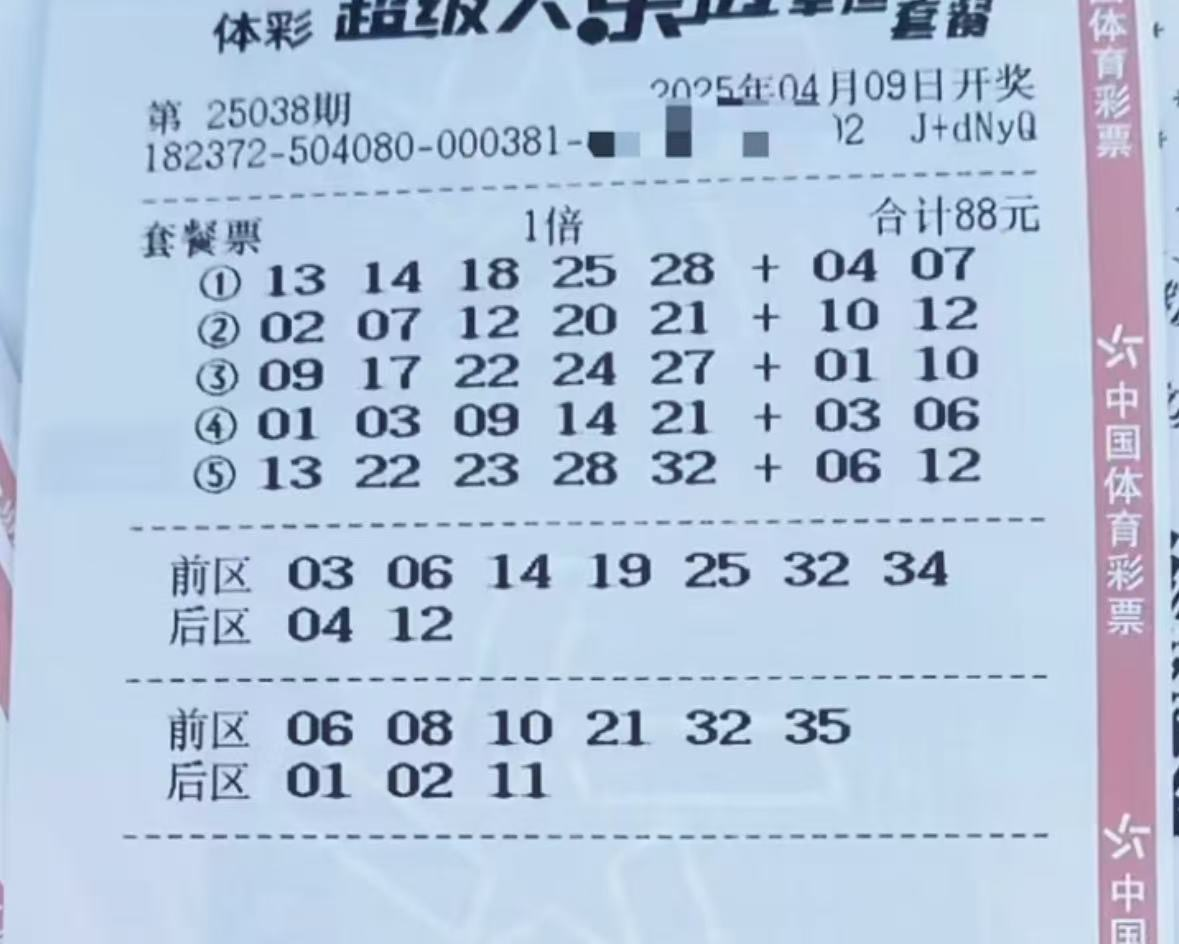 体彩 超级大乐透 套餐
第 25038期 2025年04月09日开奖
182372-504080-000381- 02 J+dNyQ
套餐票 1倍 合计88元
① 13 14 18 25 28 + 04 07
② 02 07 12 20 21 + 10 12
③ 09 17 22 24 27 + 01 10
④ 01 03 09 14 21 + 03 06
⑤ 13 22 23 28 32 + 06 12
前区 03 06 14 19 25 32 34
后区 04 12
前区 06 08 10 21 32 35
后区 01 02 11
体育彩票
中国体育彩票
中国